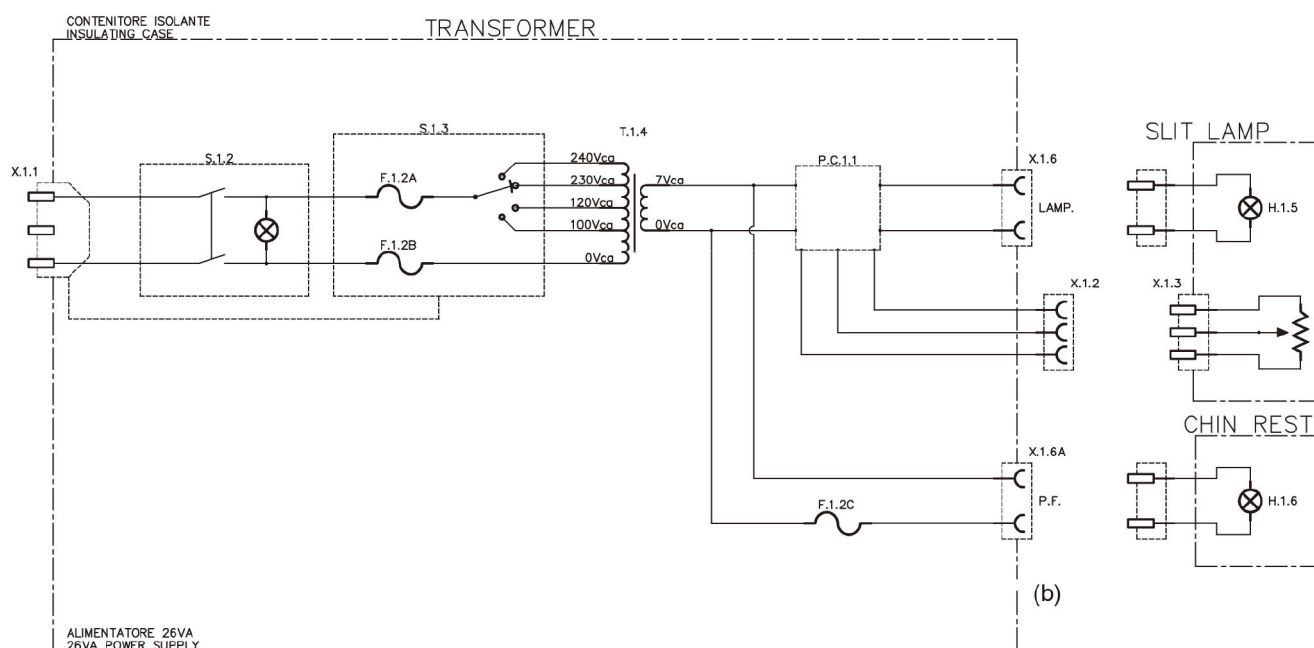 CONTENITORE ISOLANTE
INSULATING CASE
TRANSFORMER
S.1.3
T.1.4
SLIT LAMP
X.1.1
S.1.2
240Vca
P.C.1.1
X.1.6
F.1.2A
230Vca
7Vca
120Vca
LAMP.
H.1.5
100Vca
0Vca
F.1.2B
0Vca
X.1.2
X.1.3
CHIN REST
X.1.6A
F.1.2C
P.F.
H.1.6
(b)
ALIMENTATORE 26VA
26VA POWER SUPPLY